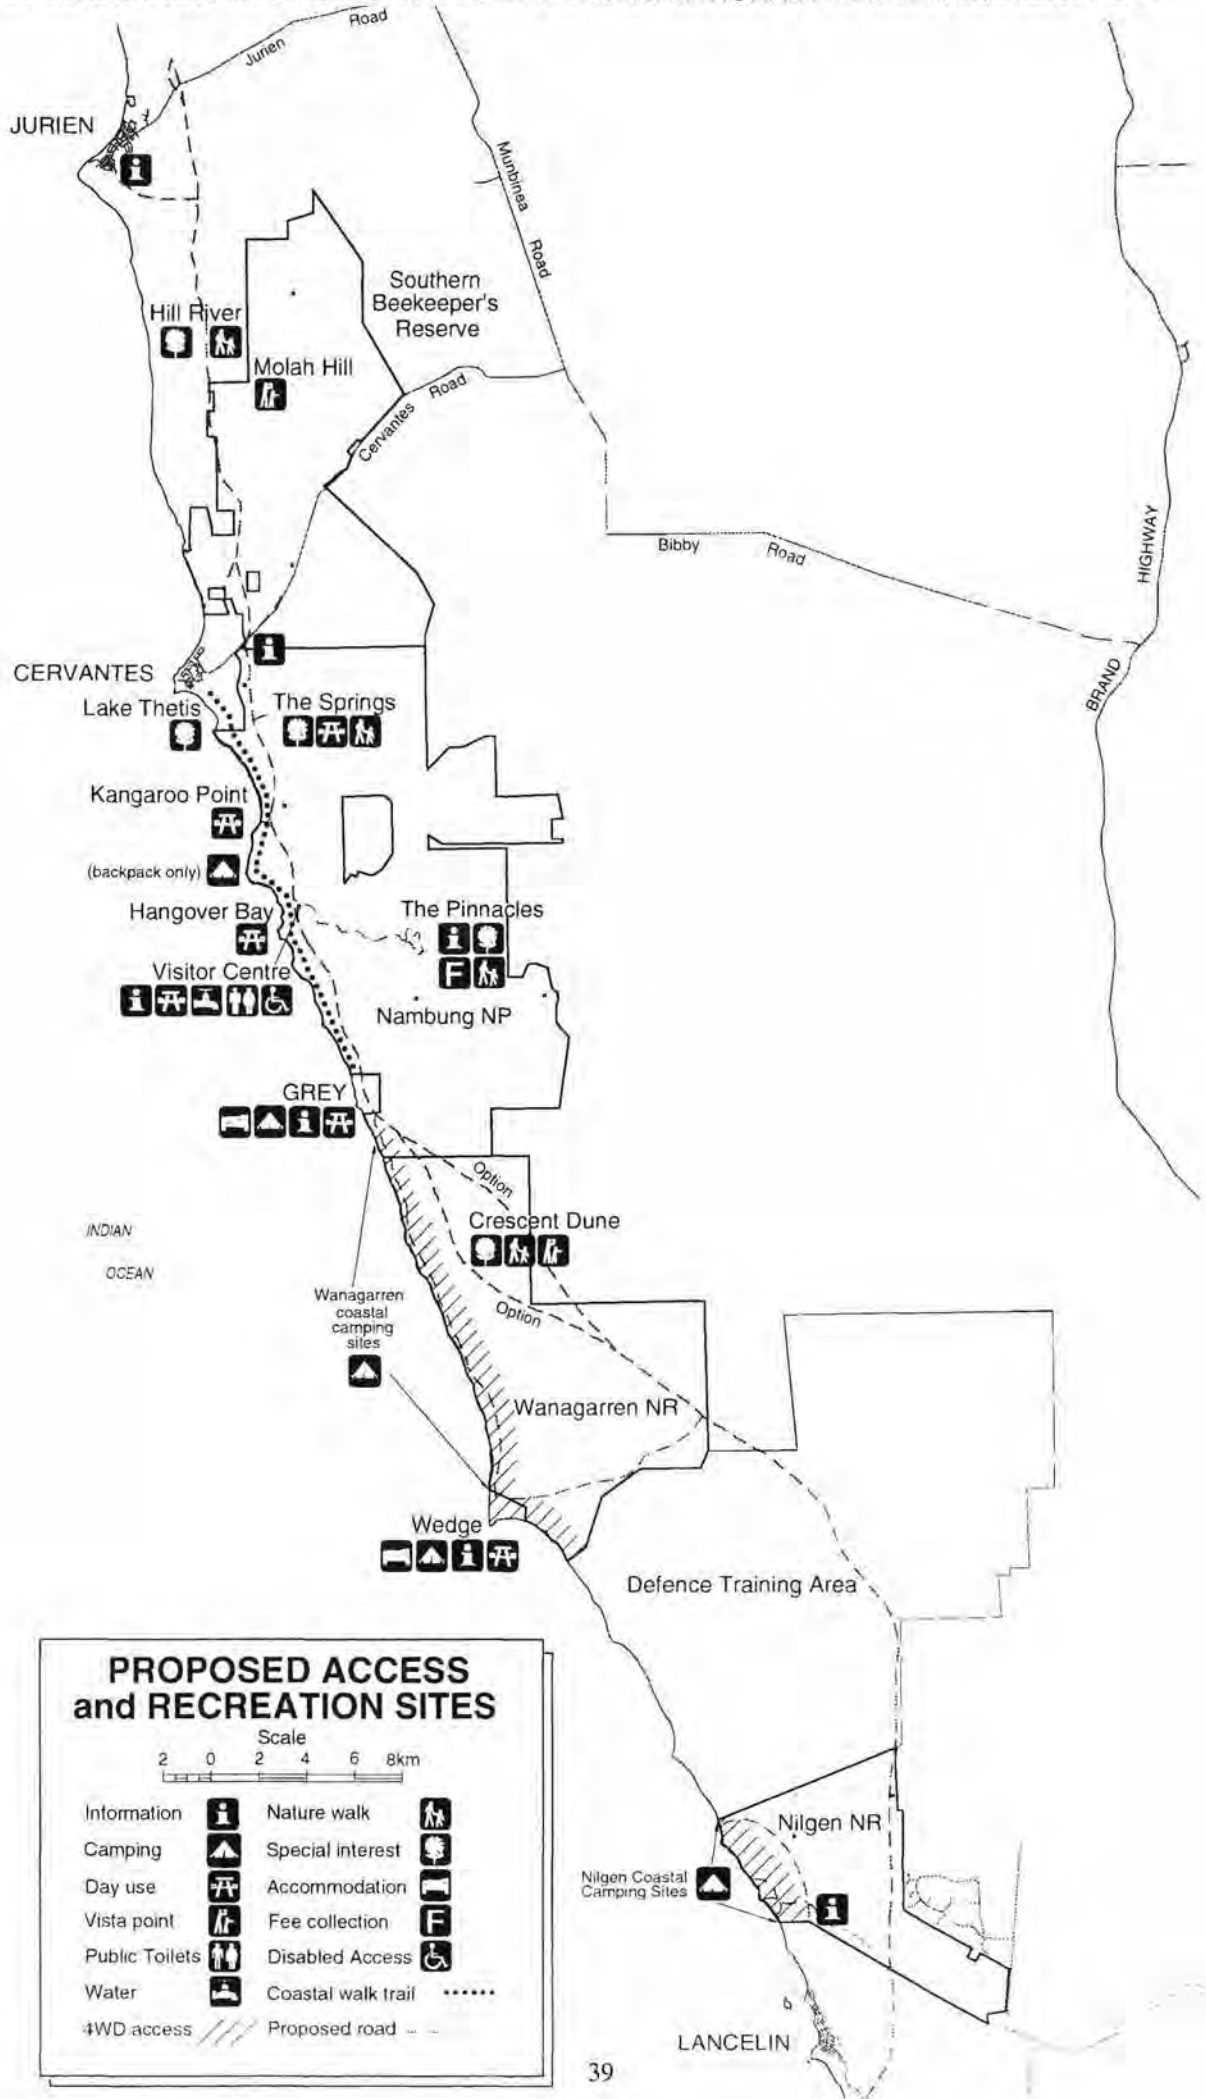 Jurien
Road
JURIEN
Munbinea
Road
Southern
Beekeeper's
Reserve
Hill River
Molah Hill
Cervantes
Road
Bibby
Road
HIGHWAY
BRAND
CERVANTES
Lake Thetis
The Springs
Kangaroo Point
(backpack only)
Hangover Bay
The Pinnacles
F
Visitor Centre
Nambung NP
GREY
Option
Crescent Dune
INDIAN
OCEAN
Wanagarren
coastal
camping
sites
Option
Wanagarren NR
Wedge
Defence Training Area
Nilgen NR
Nilgen Coastal
Camping Sites
LANCELIN
PROPOSED ACCESS
and RECREATION SITES
Scale
2 0 2 4 6 8km
Information i Nature walk
Camping Special interest
Day use Accommodation
Vista point Fee collection F
Public Toilets Disabled Access
Water Coastal walk trail
4WD access Proposed road
39